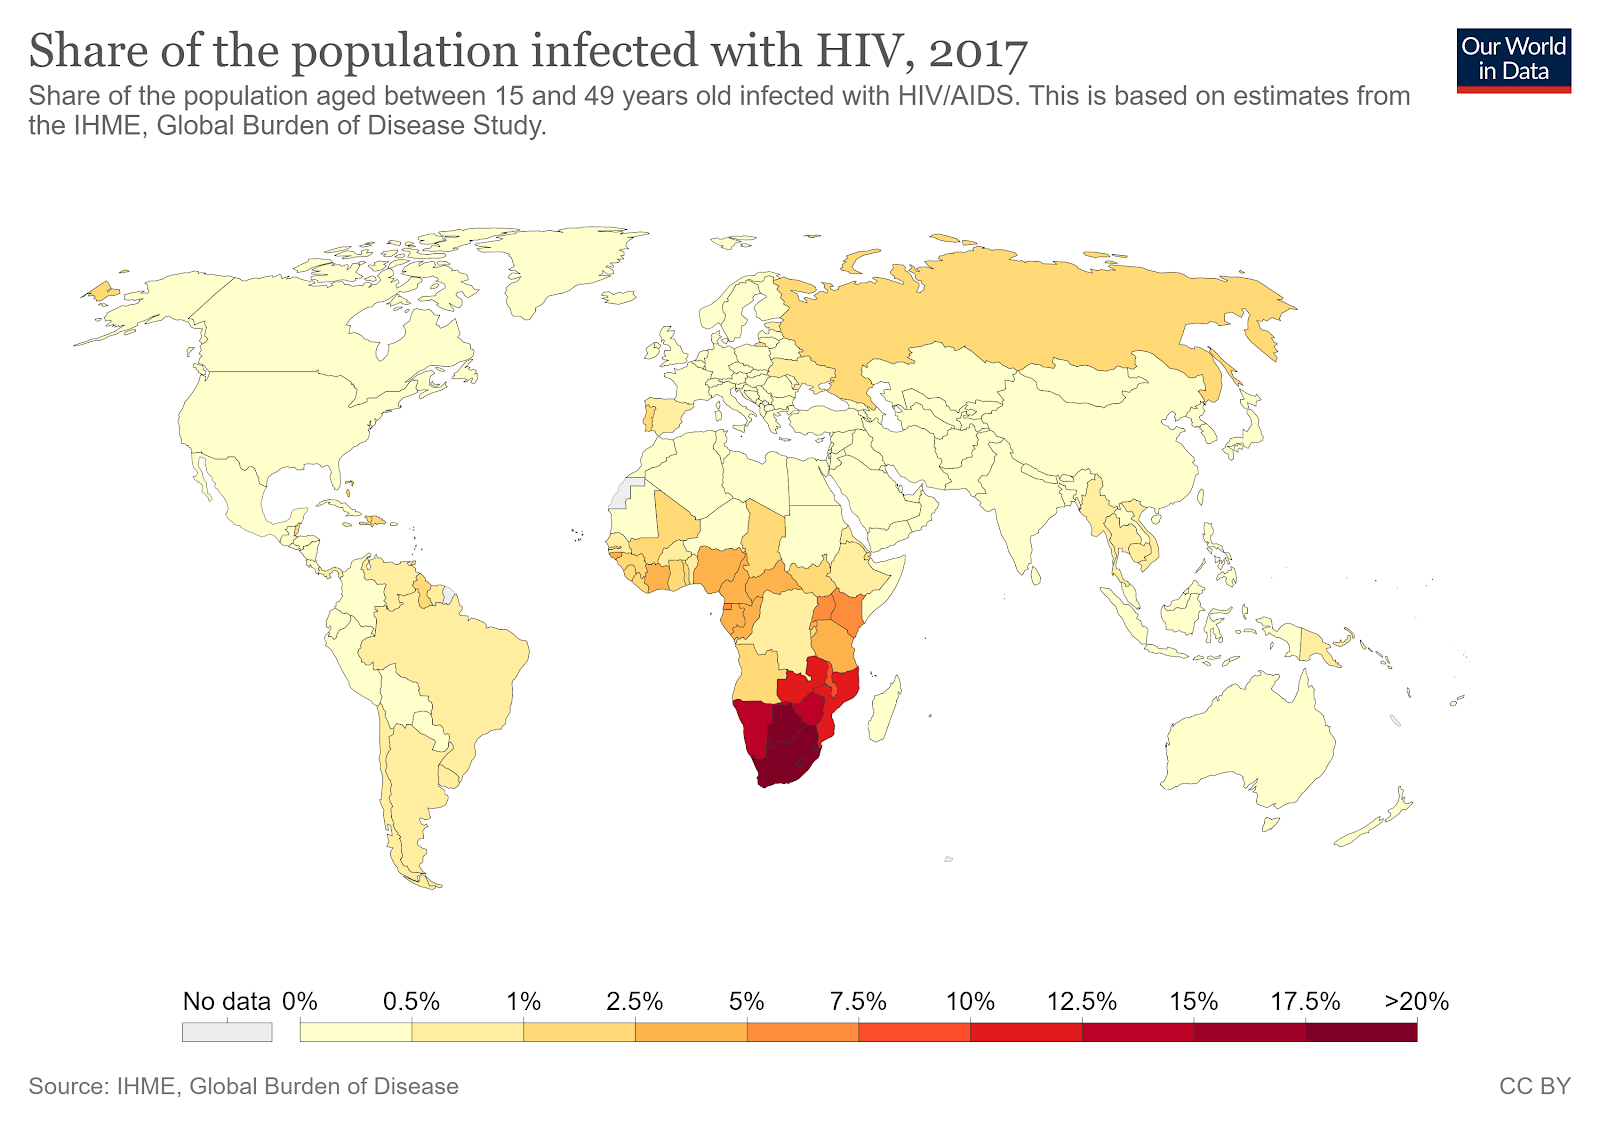 Share of the population infected with HIV, 2017
Our World
in Data
Share of the population aged between 15 and 49 years old infected with HIV/AIDS. This is based on estimates from
the IHME, Global Burden of Disease Study.
No data 0% 0.5% 1% 2.5% 5% 7.5% 10% 12.5% 15% 17.5% >20%
Source: IHME, Global Burden of Disease
CC BY